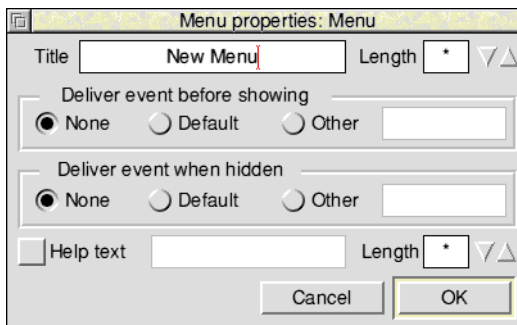 Menu properties: Menu
Title New Menu Length *
Deliver event before showing
None Default Other
Deliver event when hidden
None Default Other
Help text Length *
Cancel OK